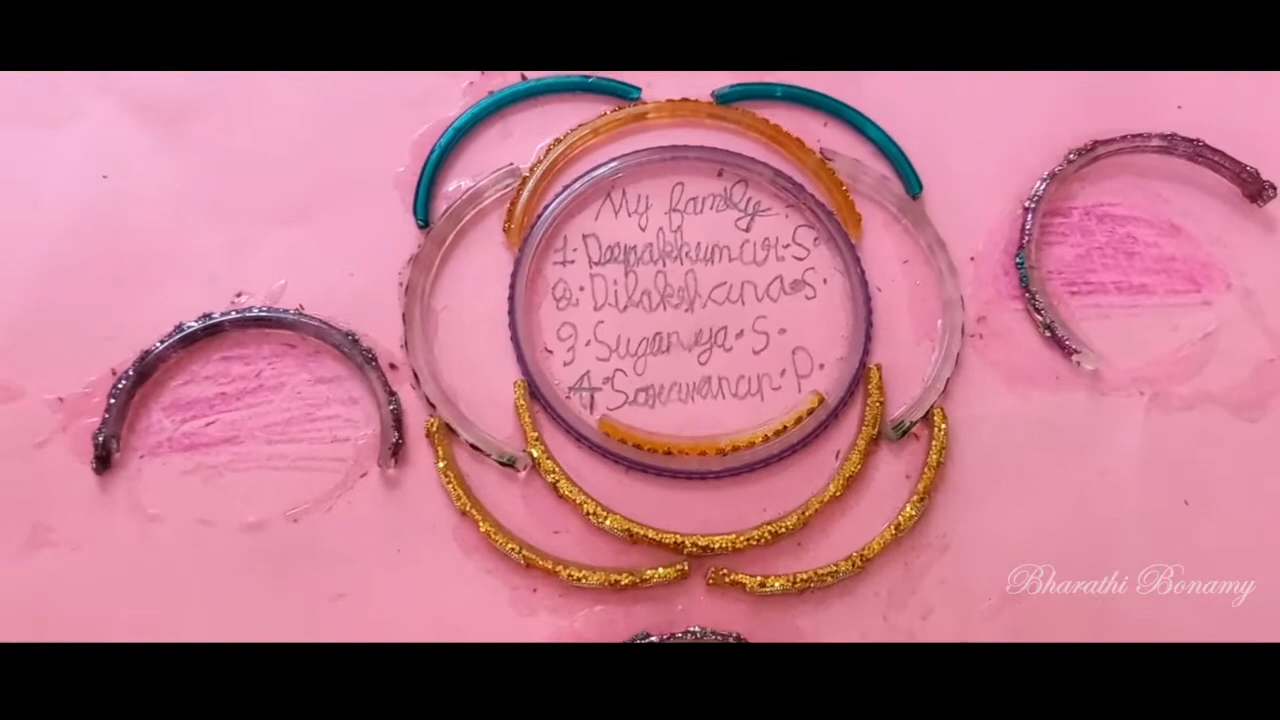 My family
1. Deepakkumar. S
2. Dilakshana. S.
3. Suganya. S.
4. Saravanan. P.
Bharathi Bonamy